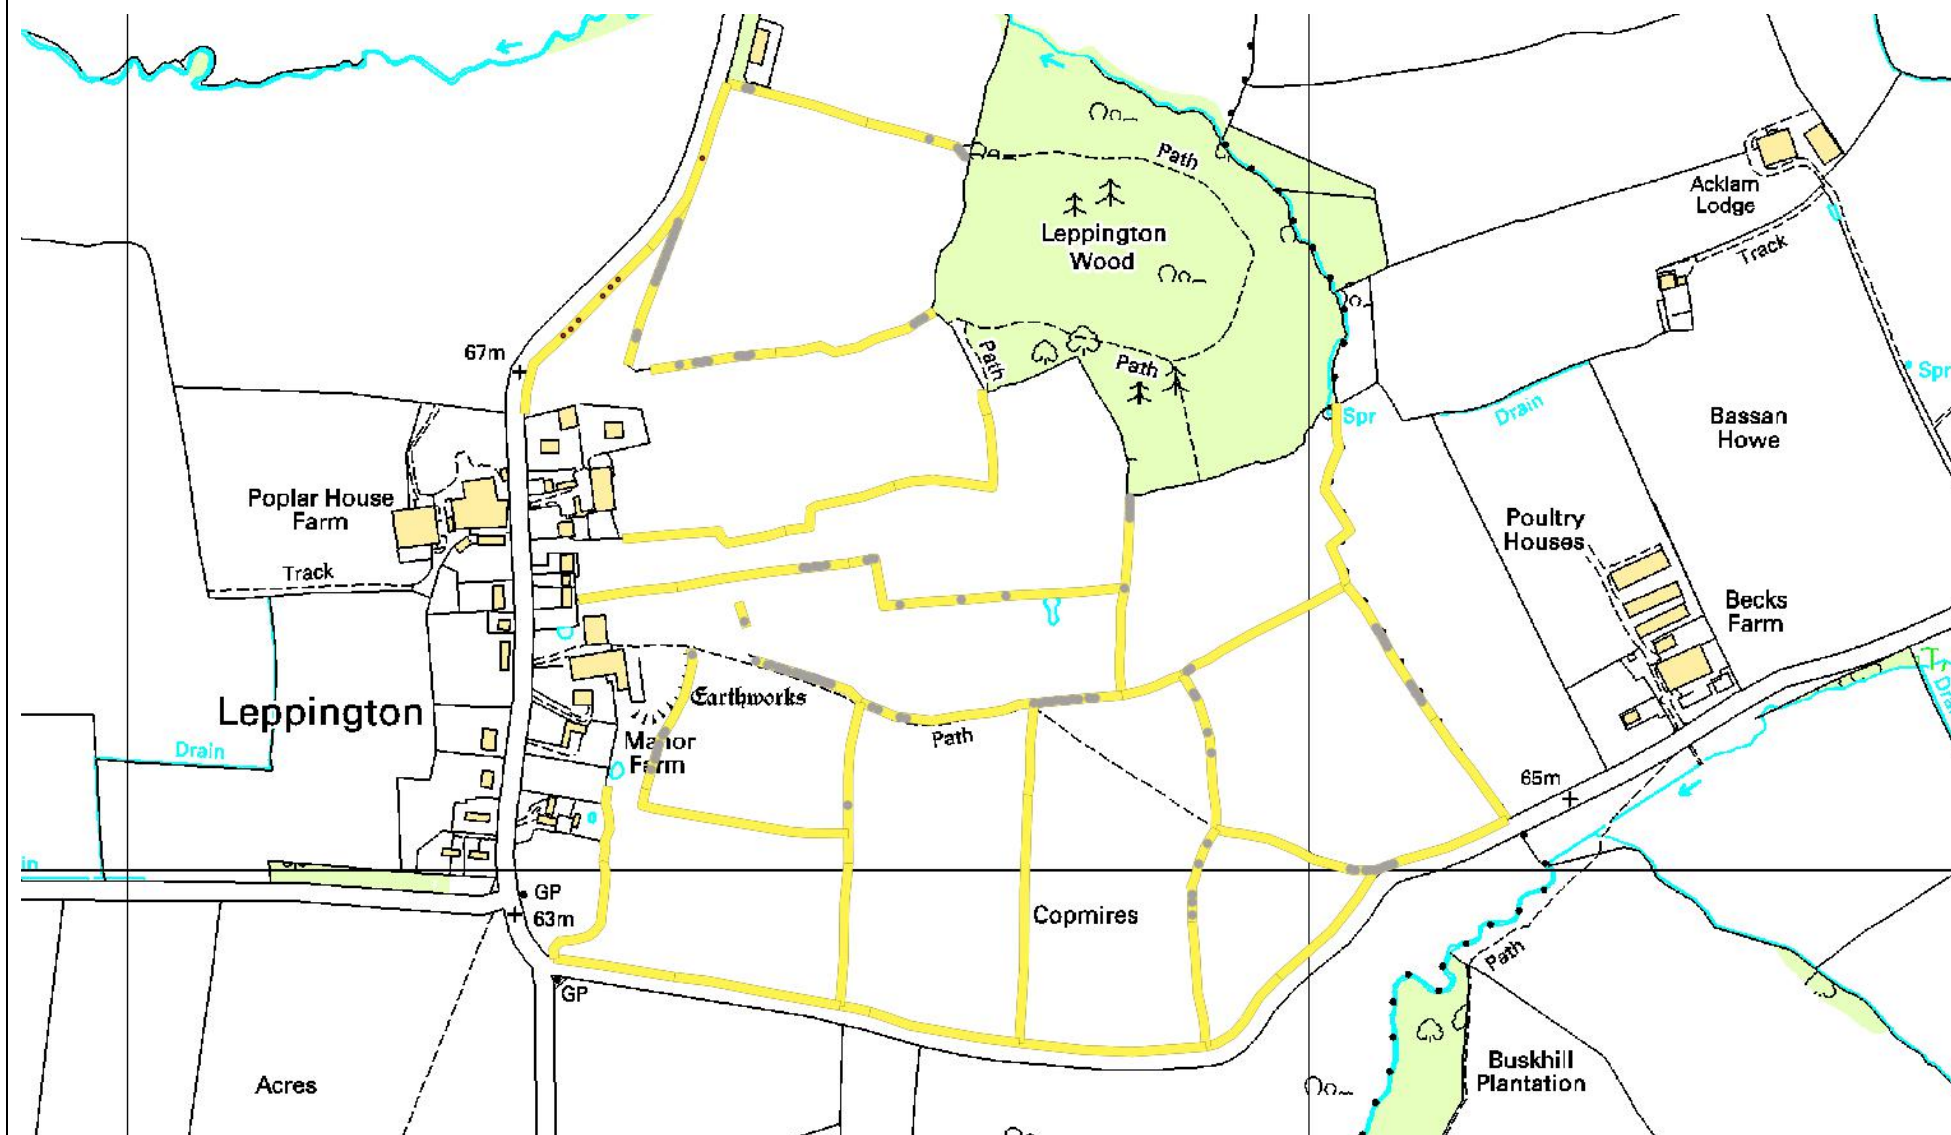 Path
Acklam
Lodge
Leppington
Wood
Track
67m
Path
Path
Spr
Spr
Drain
Bassan
Howe
Poplar House
Farm
Poultry
Houses
Track
Becks
Farm
Earthworks
Leppington
Path
Manor
Farm
Drain
65m
GP
63m
Copmires
Path
GP
Acres
Buskhill
Plantation